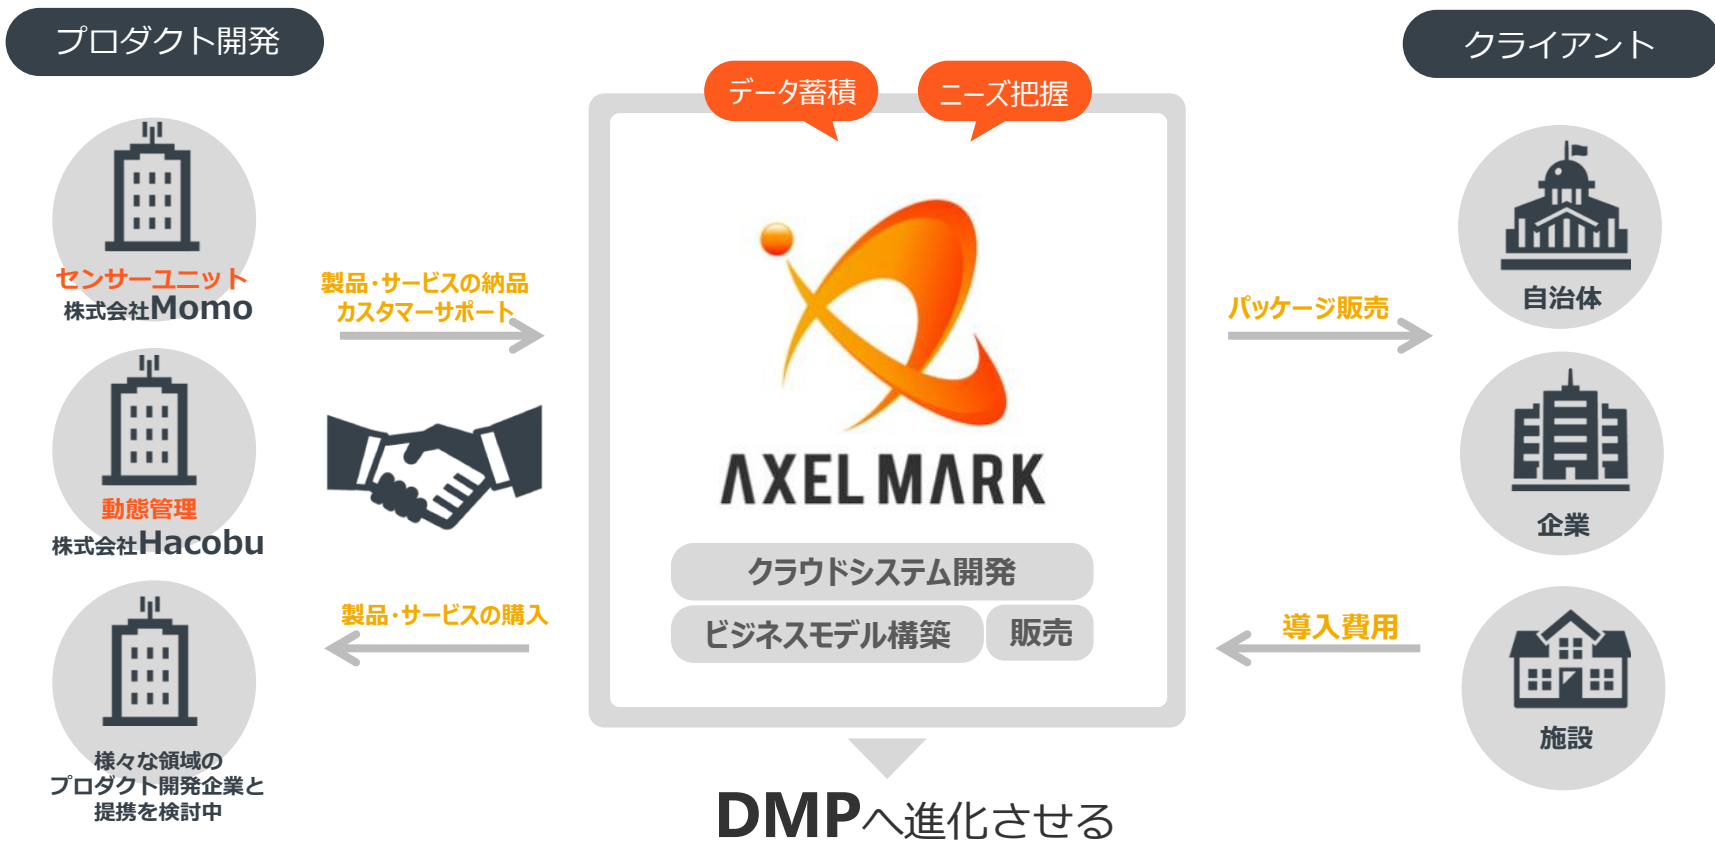 プロダクト開発
クライアント
データ蓄積
ニーズ把握
センサーユニット
株式会社Momo
動態管理
株式会社Hacobu
様々な領域の
プロダクト開発企業と
提携を検討中
製品・サービスの納品
カスタマーサポート
製品・サービスの購入
AXEL MARK
クラウドシステム開発
ビジネスモデル構築
販売
DMPへ進化させる
パッケージ販売
導入費用
自治体
企業
施設